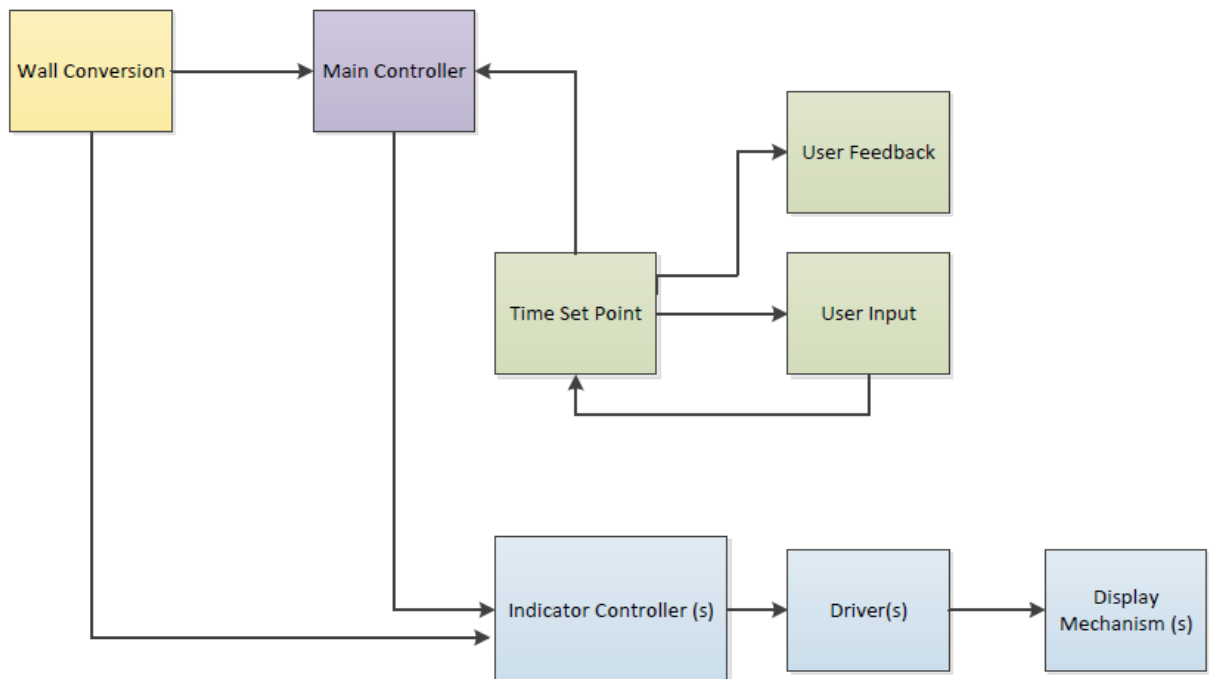 Wall Conversion
Main Controller
User Feedback
Time Set Point
User Input
Indicator Controller (s)
Driver(s)
Display
Mechanism (s)